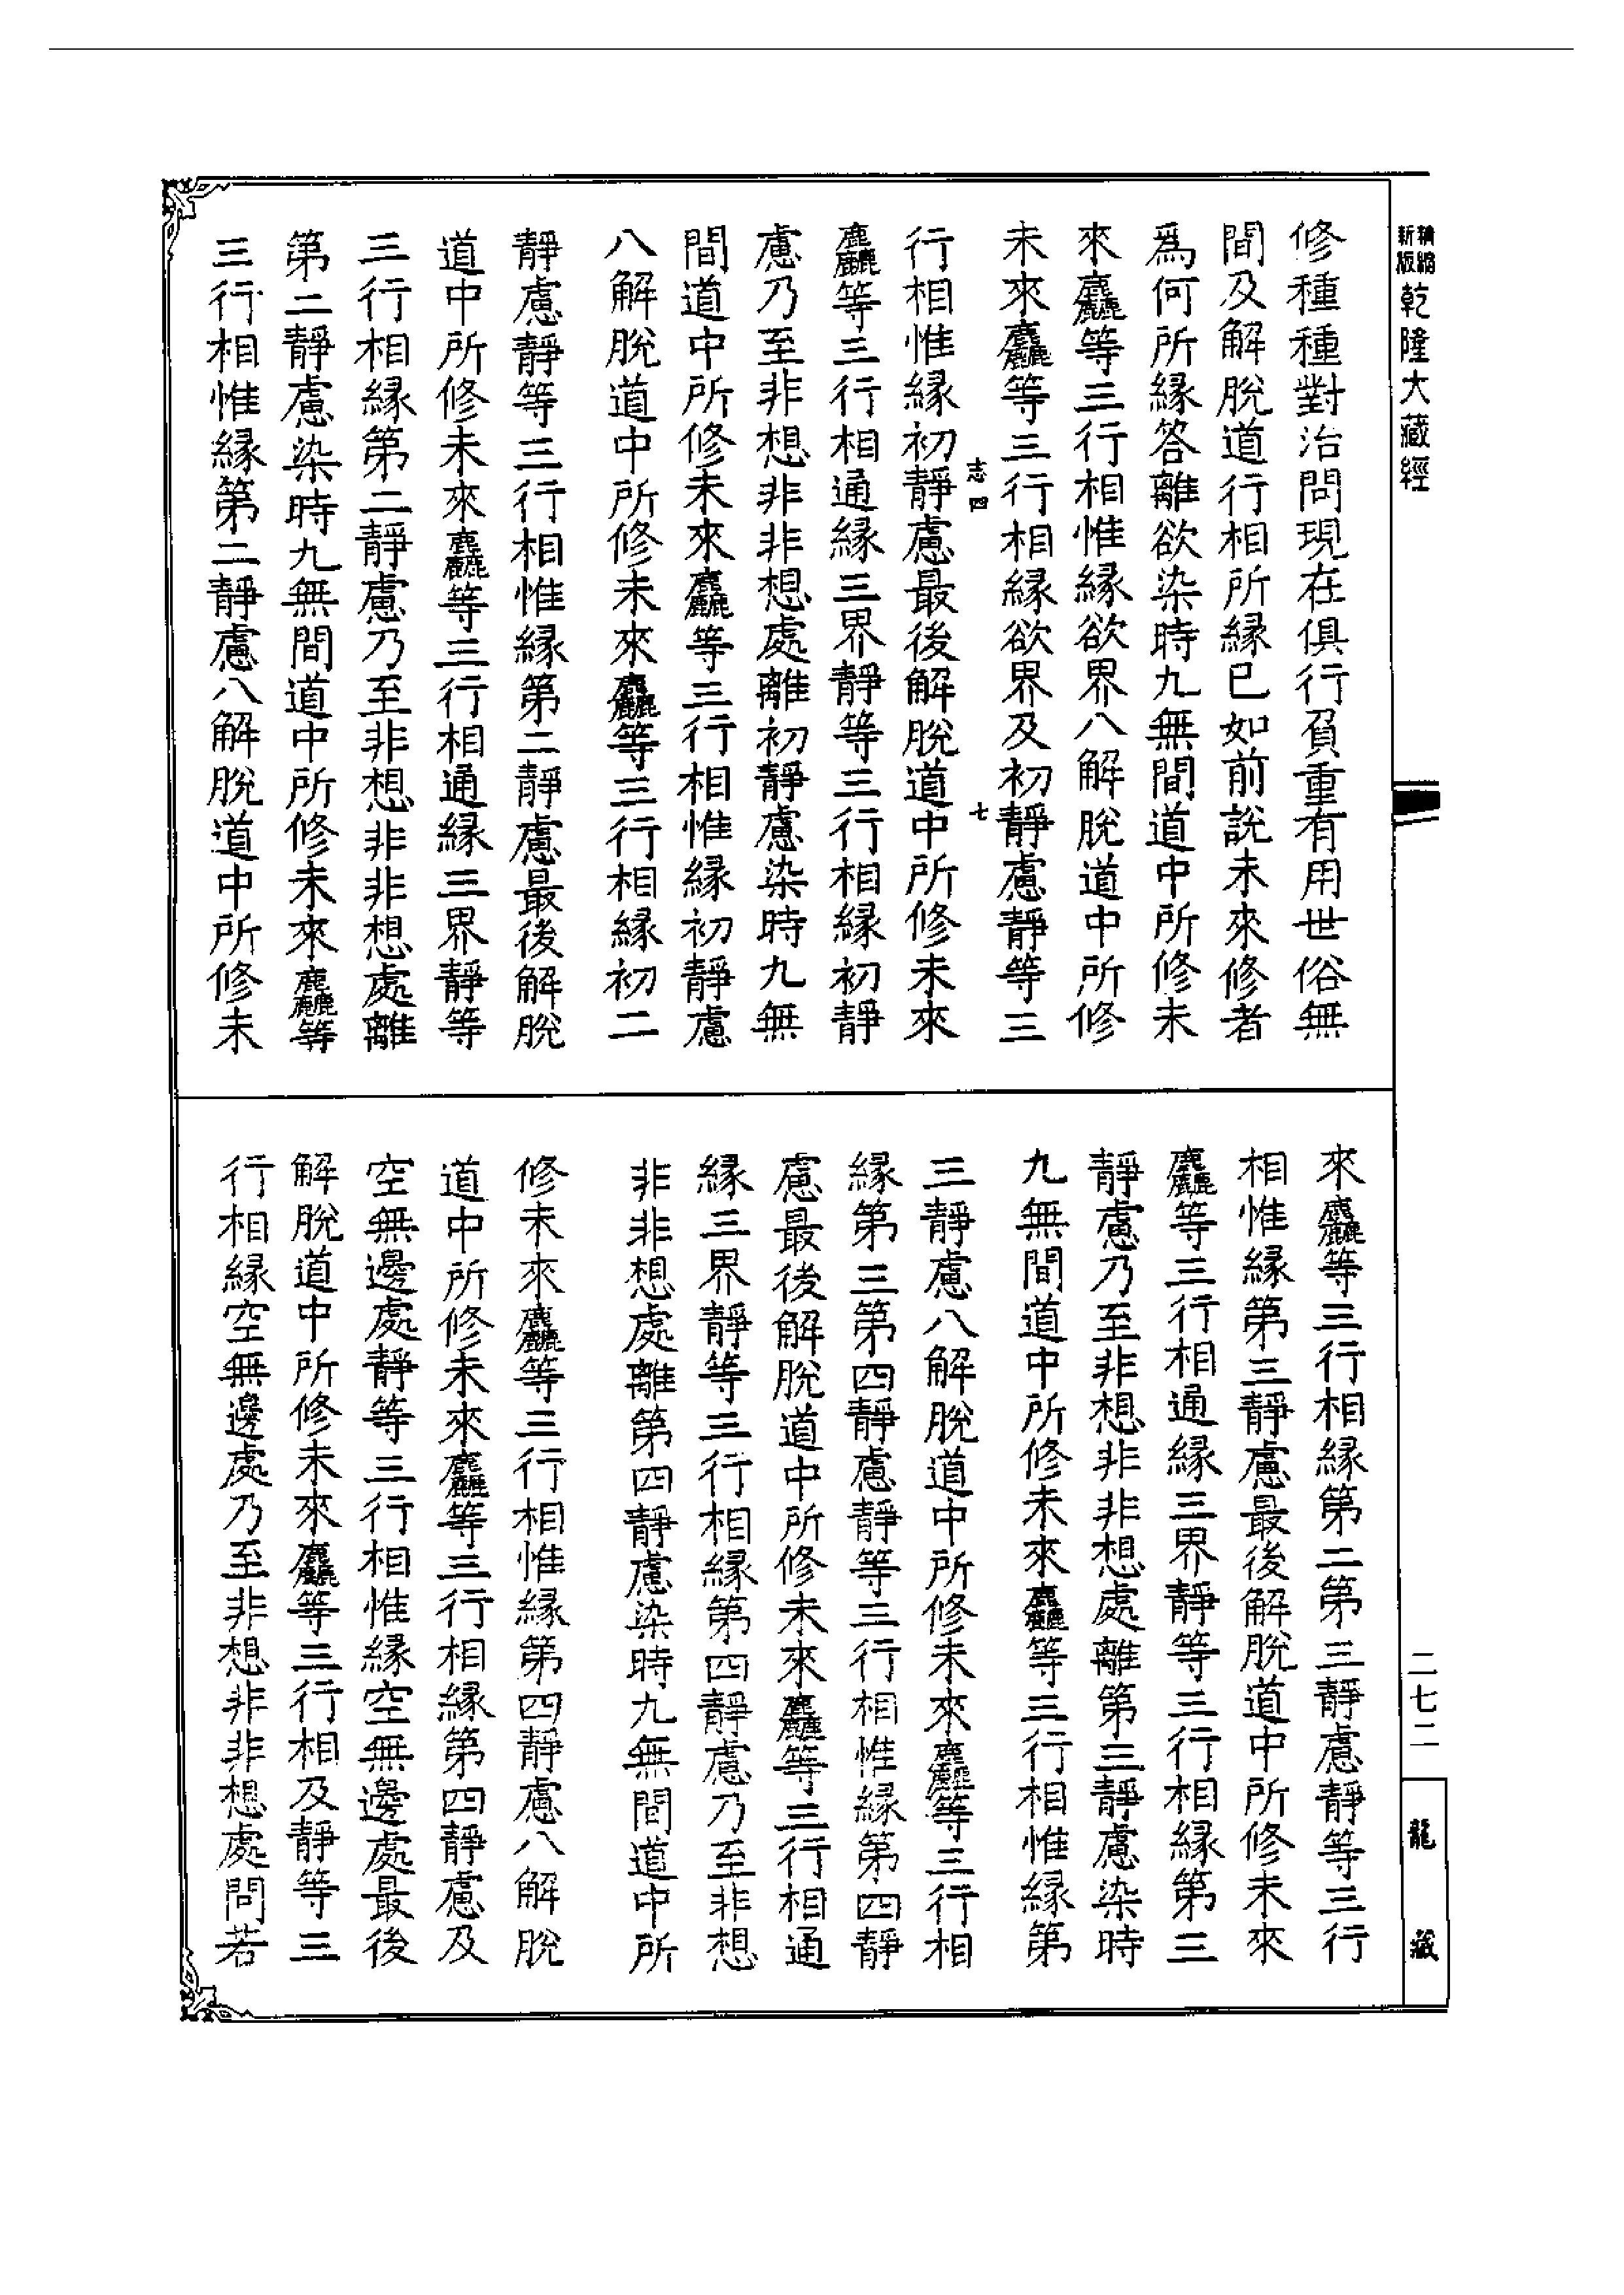 精縮新版乾隆大藏經
修種種對治問現在俱行負重有用世俗無
間及解脫道行相所緣已如前說未來修者
爲何所緣答離欲染時九無間道中所修未
來麤等三行相惟緣欲界八解脫道中所修
未來麤等三行相緣欲界及初靜慮靜等三
志四 七
行相惟緣初靜慮最後解脫道中所修未來
麤等三行相通緣三界靜等三行相緣初靜
慮乃至非想非非想處離初靜慮染時九無
間道中所修未來麤等三行相惟緣初靜慮
八解脫道中所修未來麤等三行相緣初二
靜慮靜等三行相惟緣第二靜慮最後解脫
道中所修未來麤等三行相通緣三界靜等
三行相緣第二靜慮乃至非想非非想處離
第二靜慮染時九無間道中所修未來麤等
三行相惟緣第二靜慮八解脫道中所修未
來麤等三行相緣第二第三靜慮靜等三行
相惟緣第三靜慮最後解脫道中所修未來
麤等三行相通緣三界靜等三行相緣第三
靜慮乃至非想非非想處離第三靜慮染時
九無間道中所修未來麤等三行相惟緣第
三靜慮八解脫道中所修未來麤等三行相
緣第三第四靜慮靜等三行相惟緣第四靜
慮最後解脫道中所修未來麤等三行相通
緣三界靜等三行相緣第四靜慮乃至非想
非非想處離第四靜慮染時九無間道中所
修未來麤等三行相惟緣第四靜慮八解脫
道中所修未來麤等三行相緣第四靜慮及
空無邊處靜等三行相惟緣空無邊處最後
解脫道中所修未來麤等三行相及靜等三
行相緣空無邊處乃至非想非非想處問若
二七二
龍藏